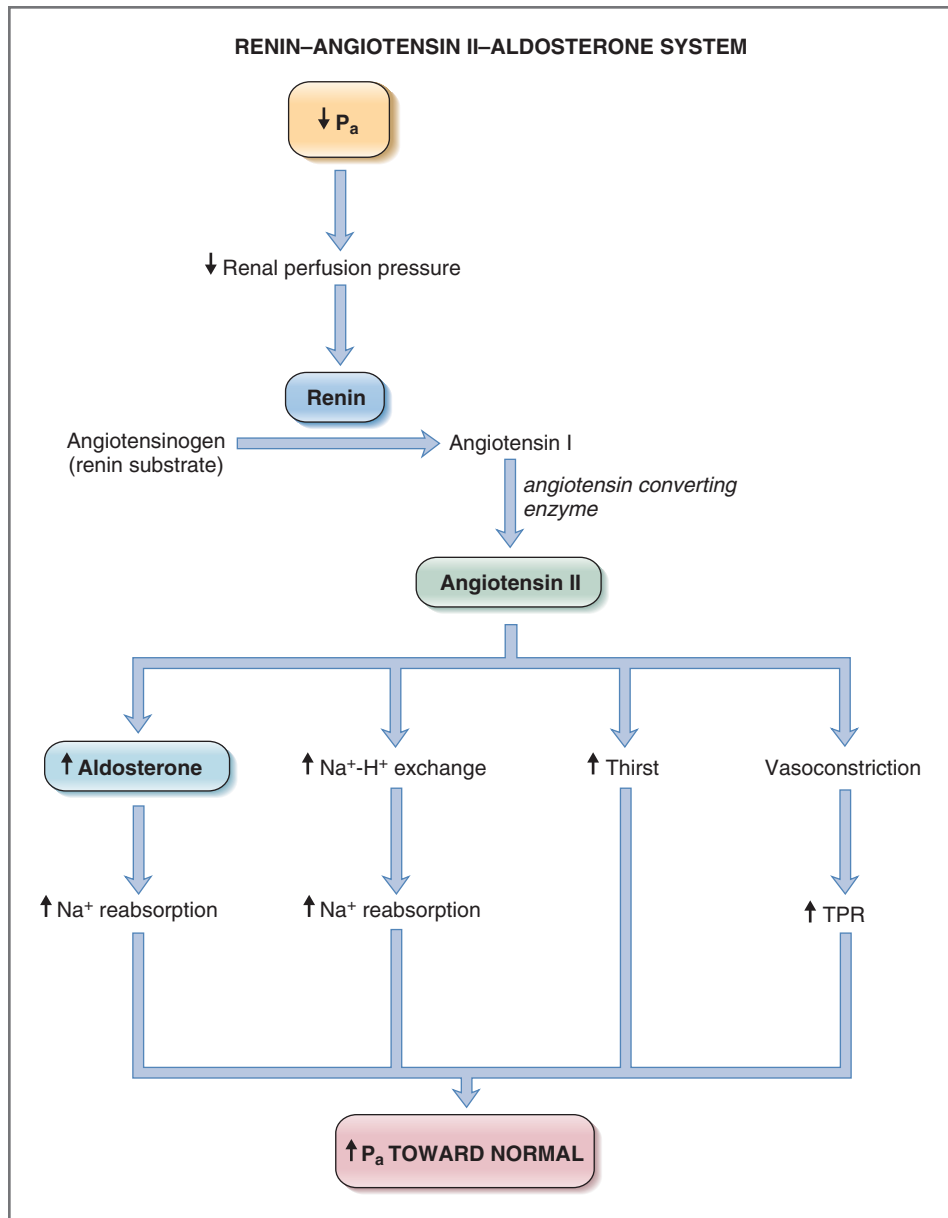 RENIN–ANGIOTENSIN II–ALDOSTERONE SYSTEM
↓ Pₐ
↓ Renal perfusion pressure
Renin
Angiotensinogen
(renin substrate)
Angiotensin I
angiotensin converting
enzyme
Angiotensin II
↑ Aldosterone
↑ Na⁺-H⁺ exchange
↑ Thirst
Vasoconstriction
↑ Na⁺ reabsorption
↑ Na⁺ reabsorption
↑ TPR
↑ Pₐ TOWARD NORMAL